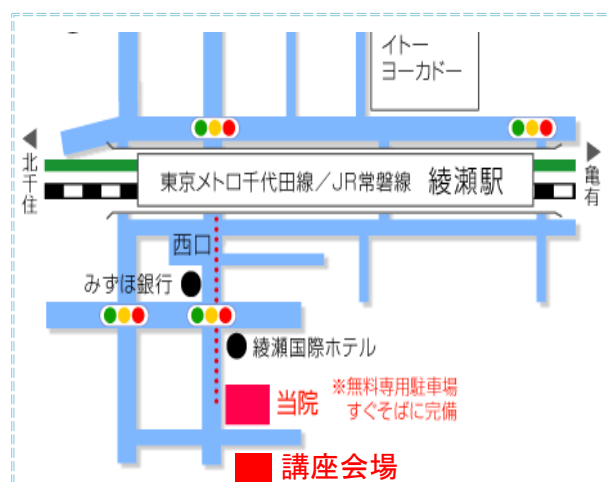 イトー
ヨーカドー
北千住
東京メトロ千代田線／JR常磐線 綾瀬駅
亀有
西口
みずほ銀行
綾瀬国際ホテル
当院
※無料専用駐車場
すぐそばに完備
講座会場